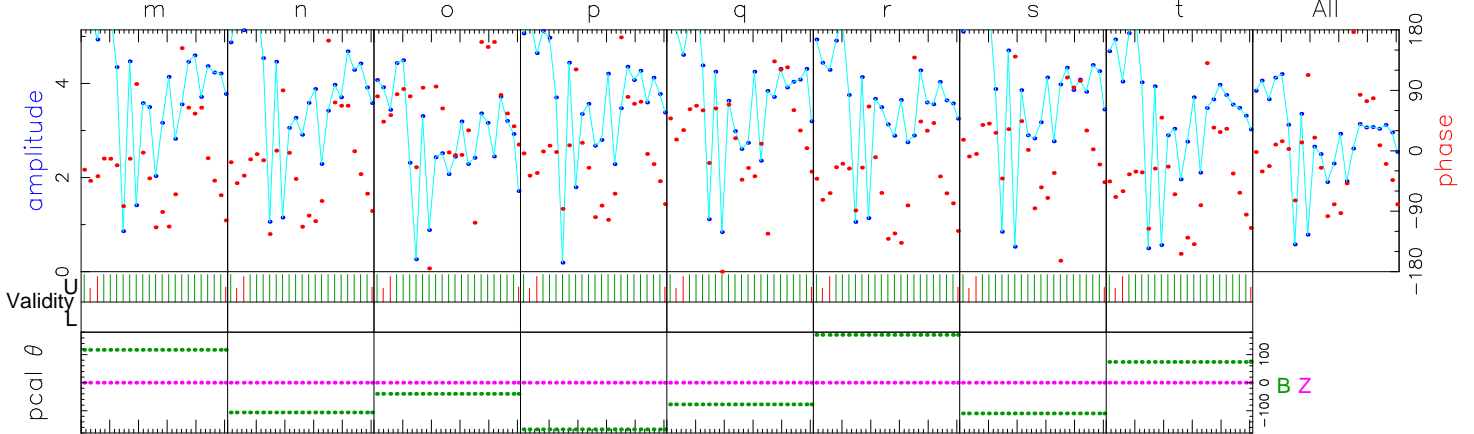 m n o p q r s t All
amplitude
4
2
0
180
90
0
-90
-180
phase
U
Validity
L
pcal θ
100
0
-100
B Z